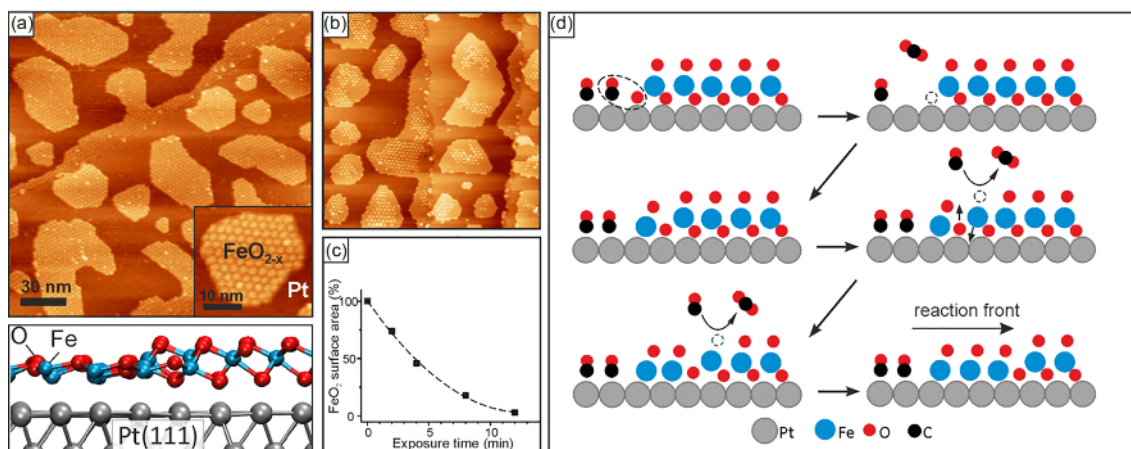 (a)
FeO2-x
Pt
30 nm
10 nm
O
Fe
Pt(111)
(b)
(c)
FeO2 surface area (%)
100
50
0
0
5
10
Exposure time (min)
(d)
reaction front
Pt
Fe
O
C